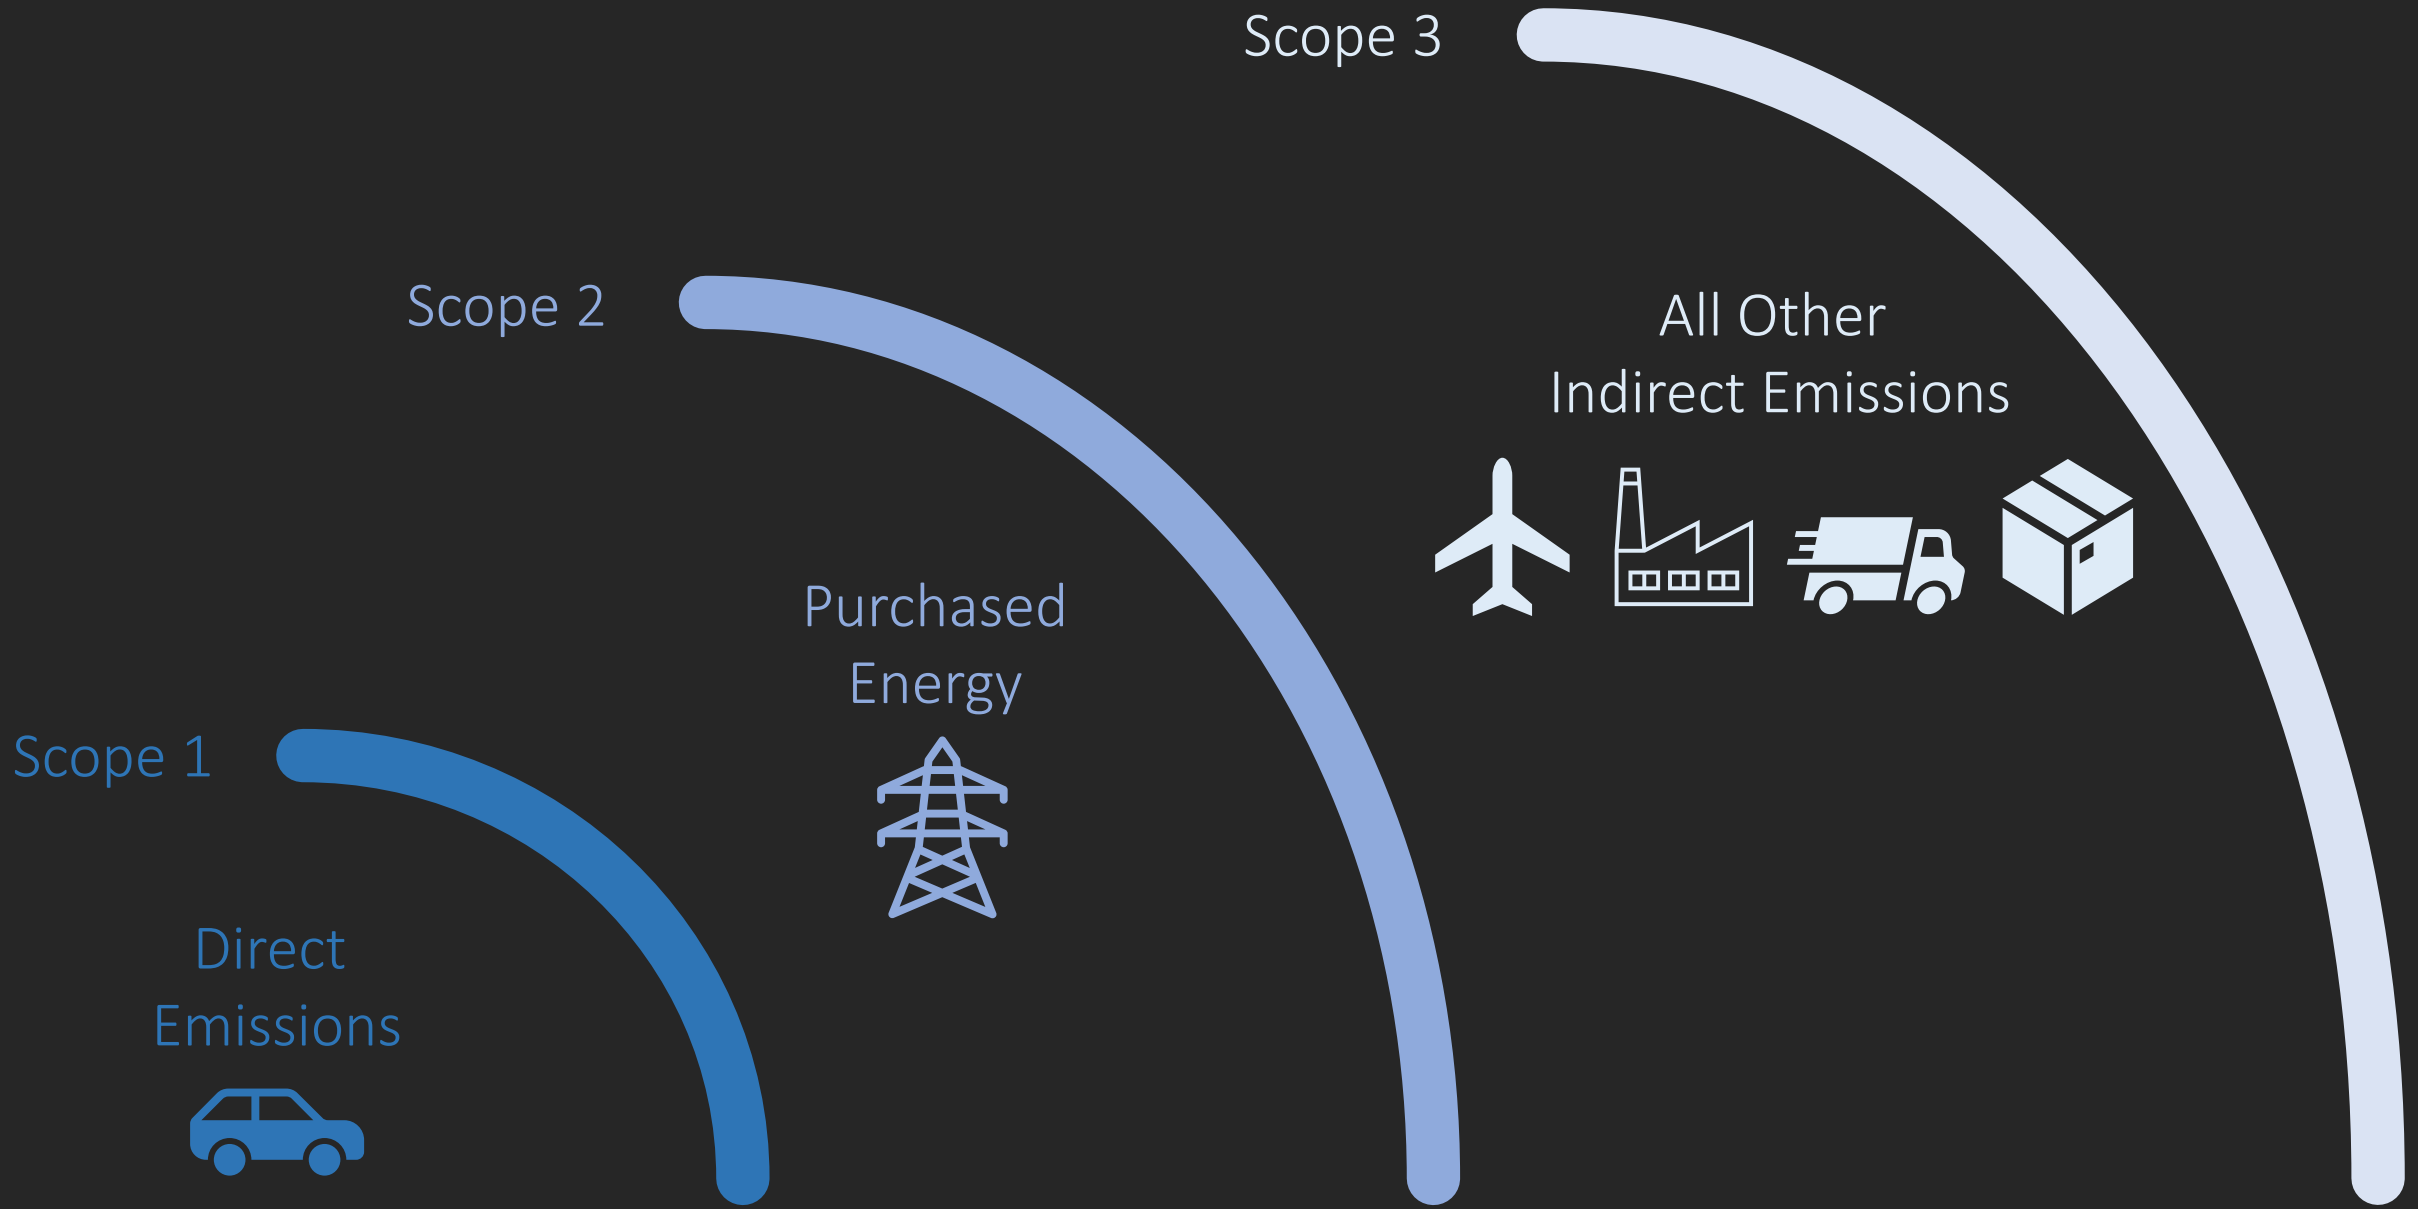 Scope 1
Direct
Emissions
Scope 2
Purchased
Energy
Scope 3
All Other
Indirect Emissions